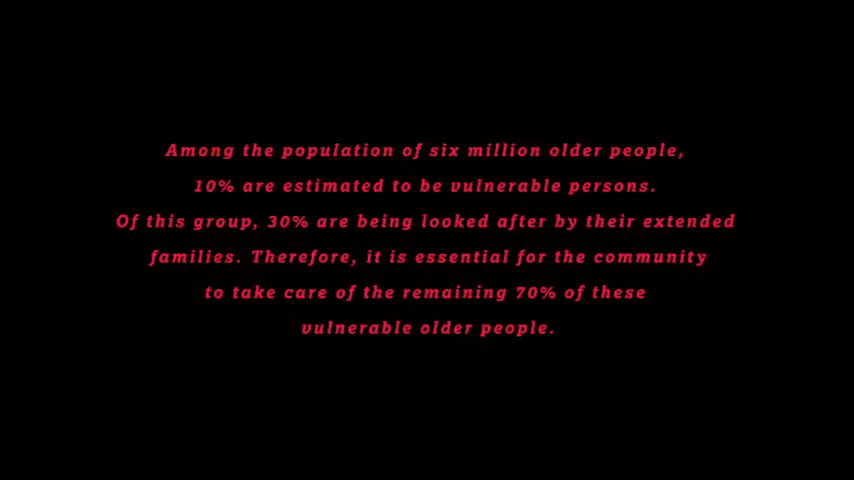 Among the population of six million older people,
10% are estimated to be vulnerable persons.
Of this group, 30% are being looked after by their extended
families. Therefore, it is essential for the community
to take care of the remaining 70% of these
vulnerable older people.